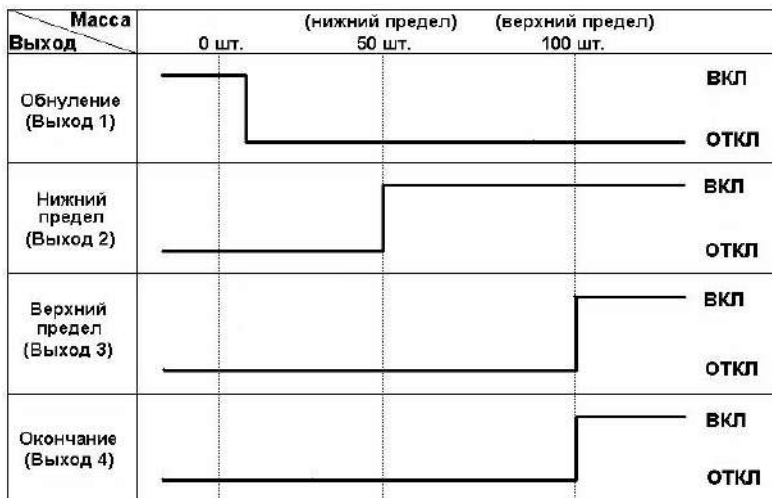 Масса
Выход
(нижний предел) (верхний предел)
0 шт. 50 шт. 100 шт.
Обнуление
(Выход 1)
ВКЛ
ОТКЛ
Нижний
предел
(Выход 2)
ВКЛ
ОТКЛ
Верхний
предел
(Выход 3)
ВКЛ
ОТКЛ
Окончание
(Выход 4)
ВКЛ
ОТКЛ